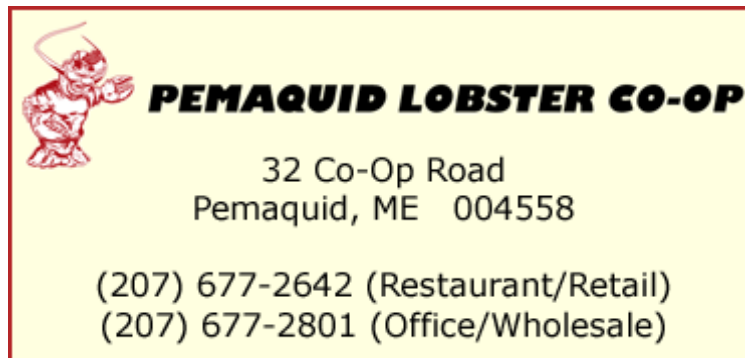 PEMAQUID LOBSTER CO-OP
32 Co-Op Road
Pemaquid, ME 004558
(207) 677-2642 (Restaurant/Retail)
(207) 677-2801 (Office/Wholesale)